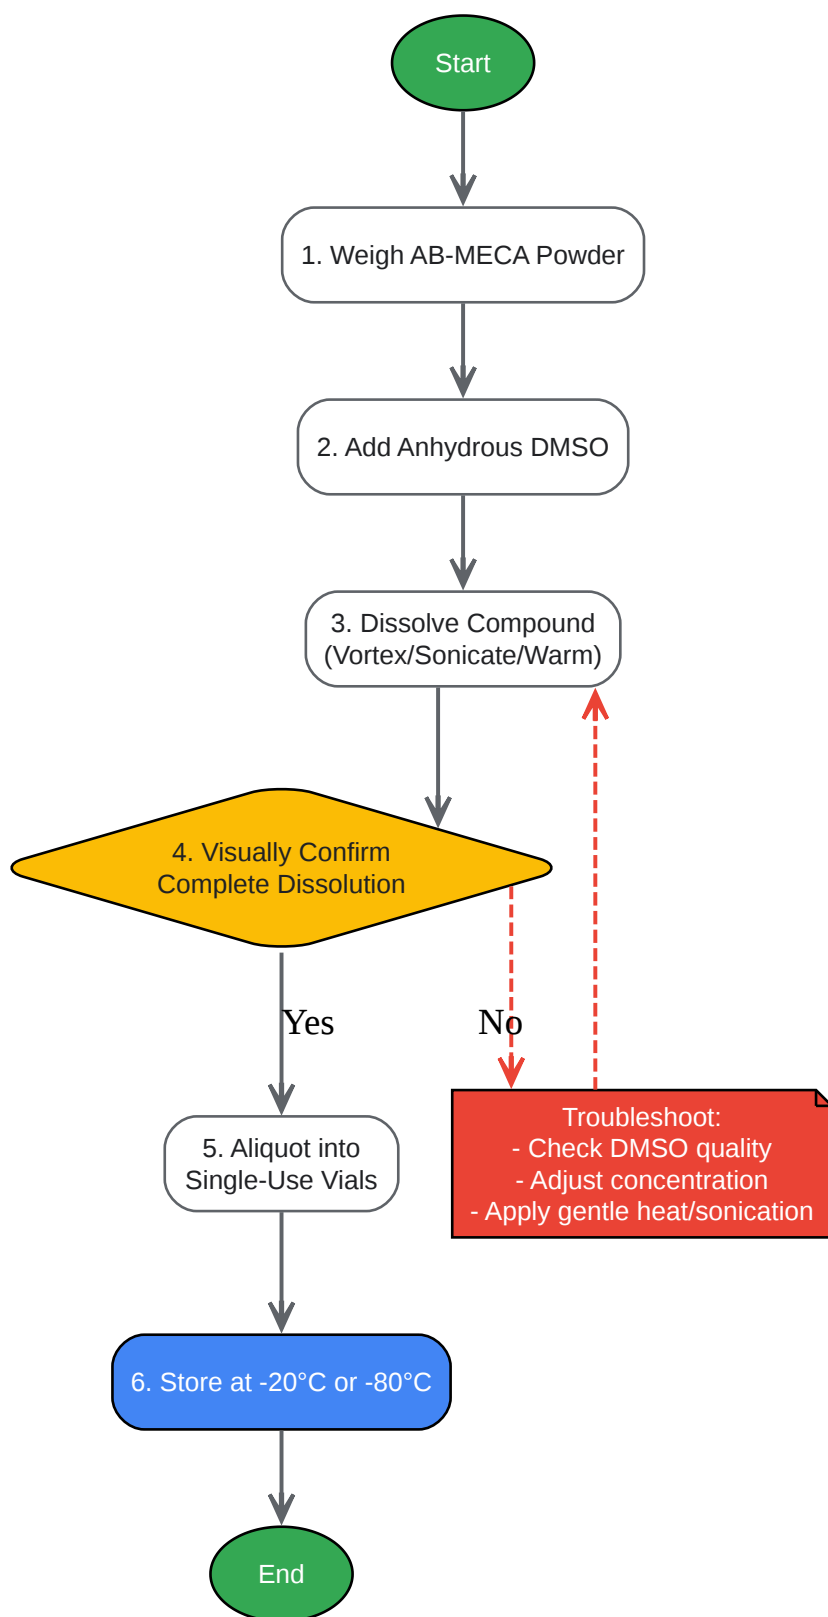 Start
1. Weigh AB-MECA Powder
2. Add Anhydrous DMSO
3. Dissolve Compound
(Vortex/Sonicate/Warm)
4. Visually Confirm
Complete Dissolution
Yes
No
Troubleshoot:
- Check DMSO quality
- Adjust concentration
- Apply gentle heat/sonication
5. Aliquot into
Single-Use Vials
6. Store at -20°C or -80°C
End